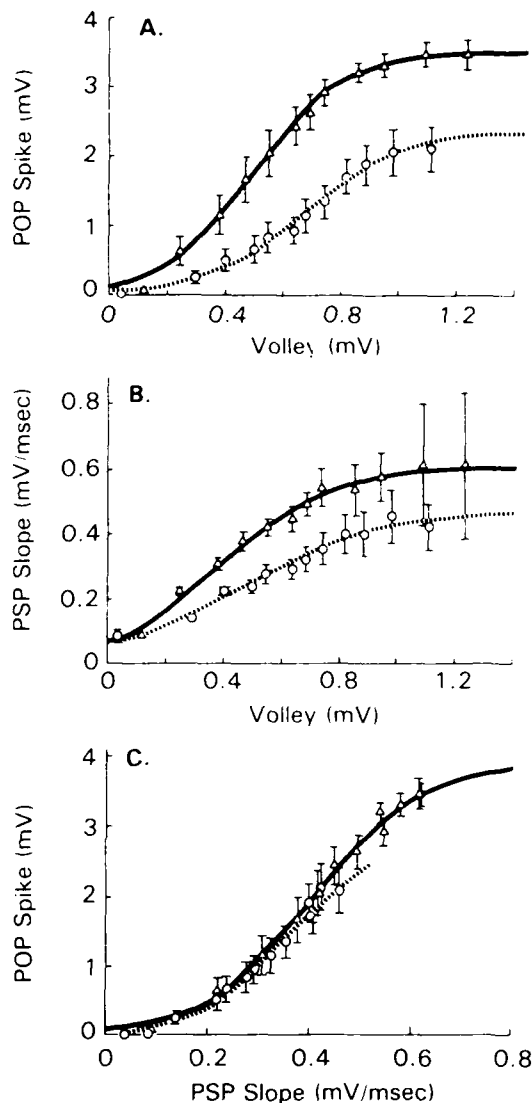 A.
POP Spike (mV)
4
3
2
1
0
0 0.4 0.8 1.2
Volley (mV)
B.
PSP Slope (mV/msec)
0.8
0.6
0.4
0.2
0
0 0.4 0.8 1.2
Volley (mV)
C.
POP Spike (mV)
4
3
2
1
0
0 0.2 0.4 0.6 0.8
PSP Slope (mV/msec)